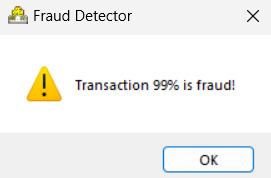 Fraud Detector
Transaction 99% is fraud!
OK